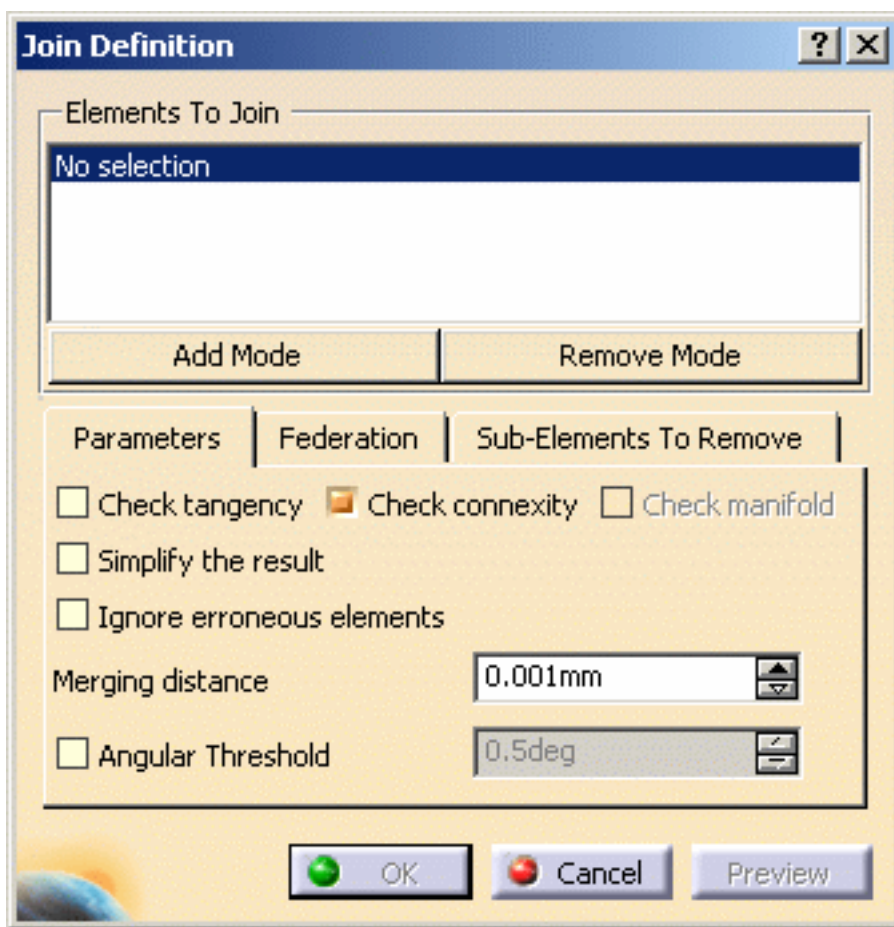 Join Definition
Elements To Join
No selection
Add Mode Remove Mode
Parameters Federation Sub-Elements To Remove
Check tangency Check connexity Check manifold
Simplify the result
Ignore erroneous elements
Merging distance 0.001mm
Angular Threshold 0.5deg
OK Cancel Preview